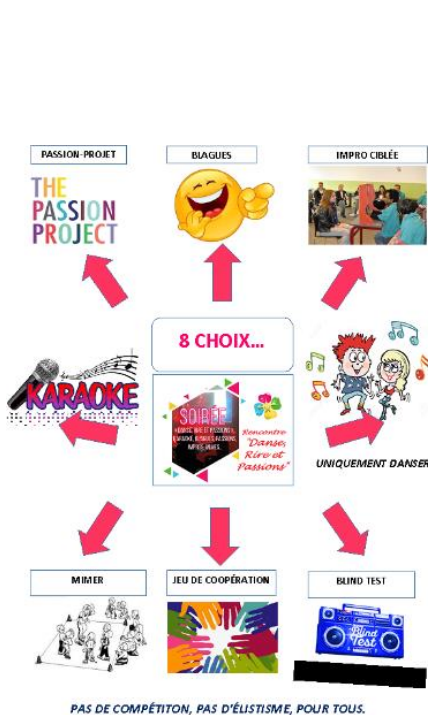 PASSION-PROJET
BLAGUES
IMPRO CIBLÉE
THE
PASSION
PROJECT
8 CHOIX...
KARAOKE
SOIRÉE
Rencontre
"Danse,
Rire et
Passions"
UNIQUEMENT DANSER
MIMER
JEU DE COOPÉRATION
BLIND TEST
Blind
Test
PAS DE COMPÉTITON, PAS D'ÉLISTISME, POUR TOUS.